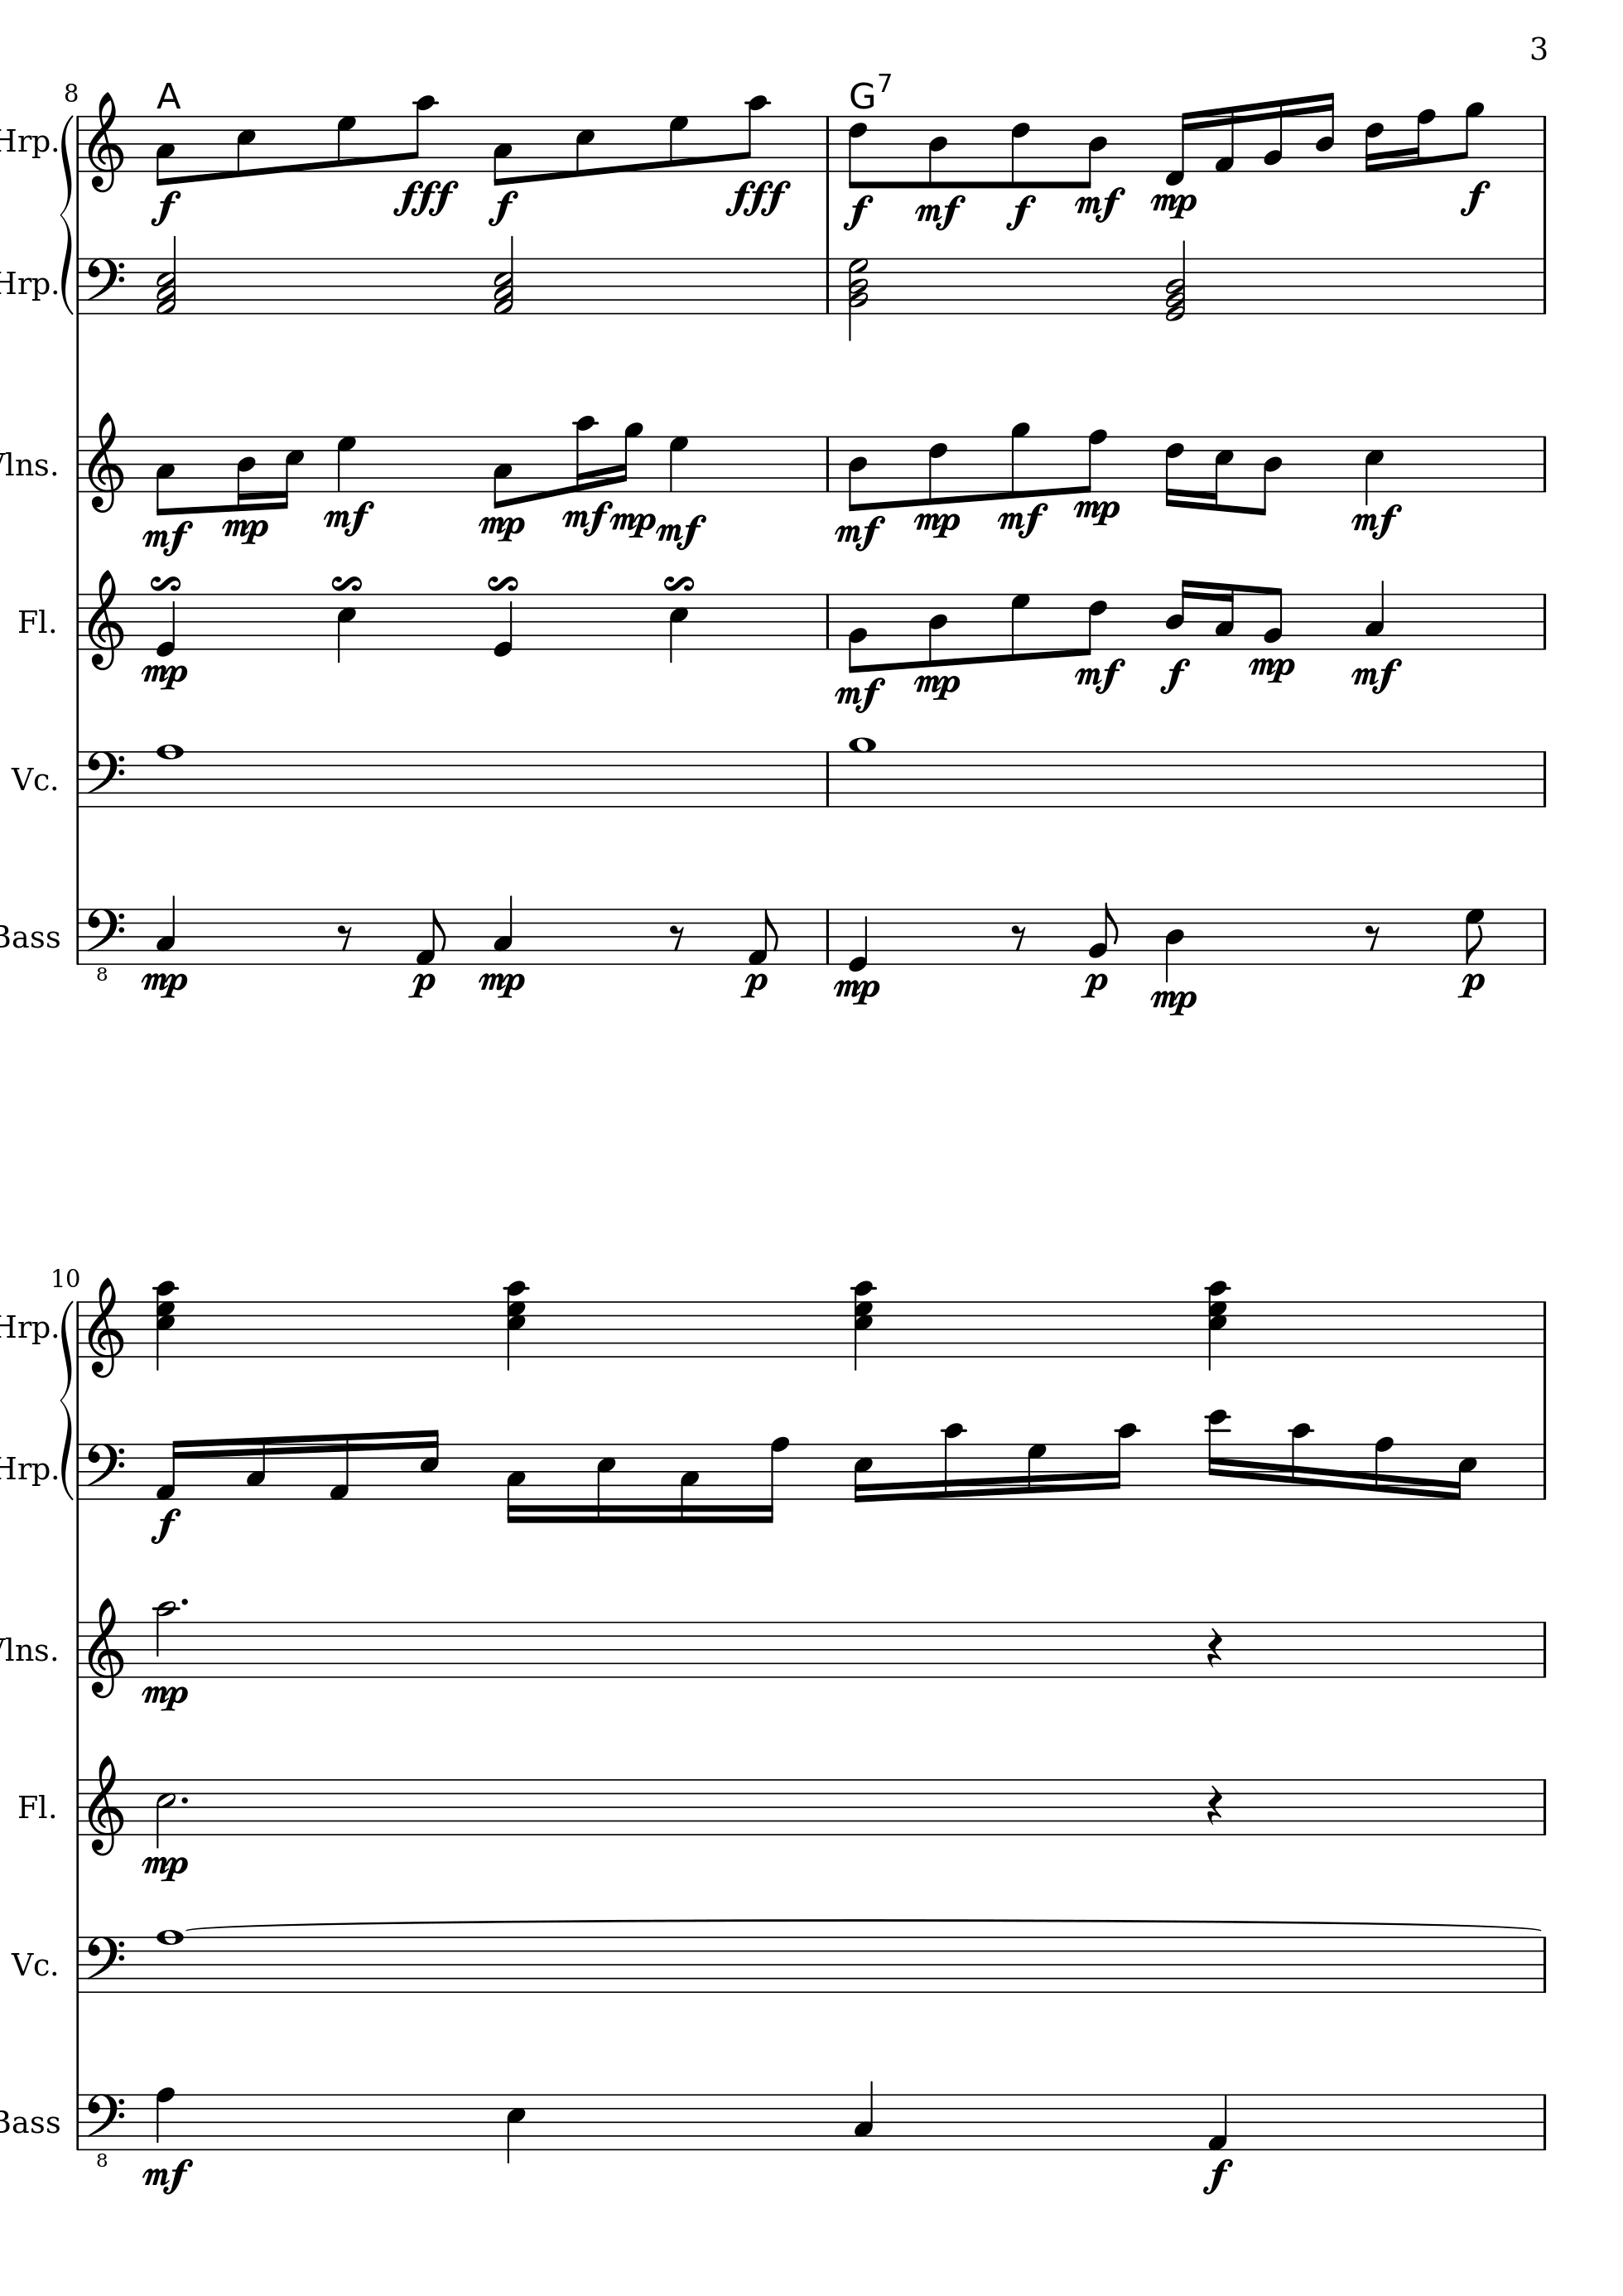 3
8 A G7
Hrp.
f fff f fff f mf f mf mp f
Hrp.
Vlns.
mf mp mf mp mf mp mf mf mp mf mp mf
Fl.
mp mf mp mf f mp mf
Vc.
Bass
8 mp p mp p mp p mp p
10
Hrp.
Hrp.
f
Vlns.
mp
Fl.
mp
Vc.
Bass
8 mf f